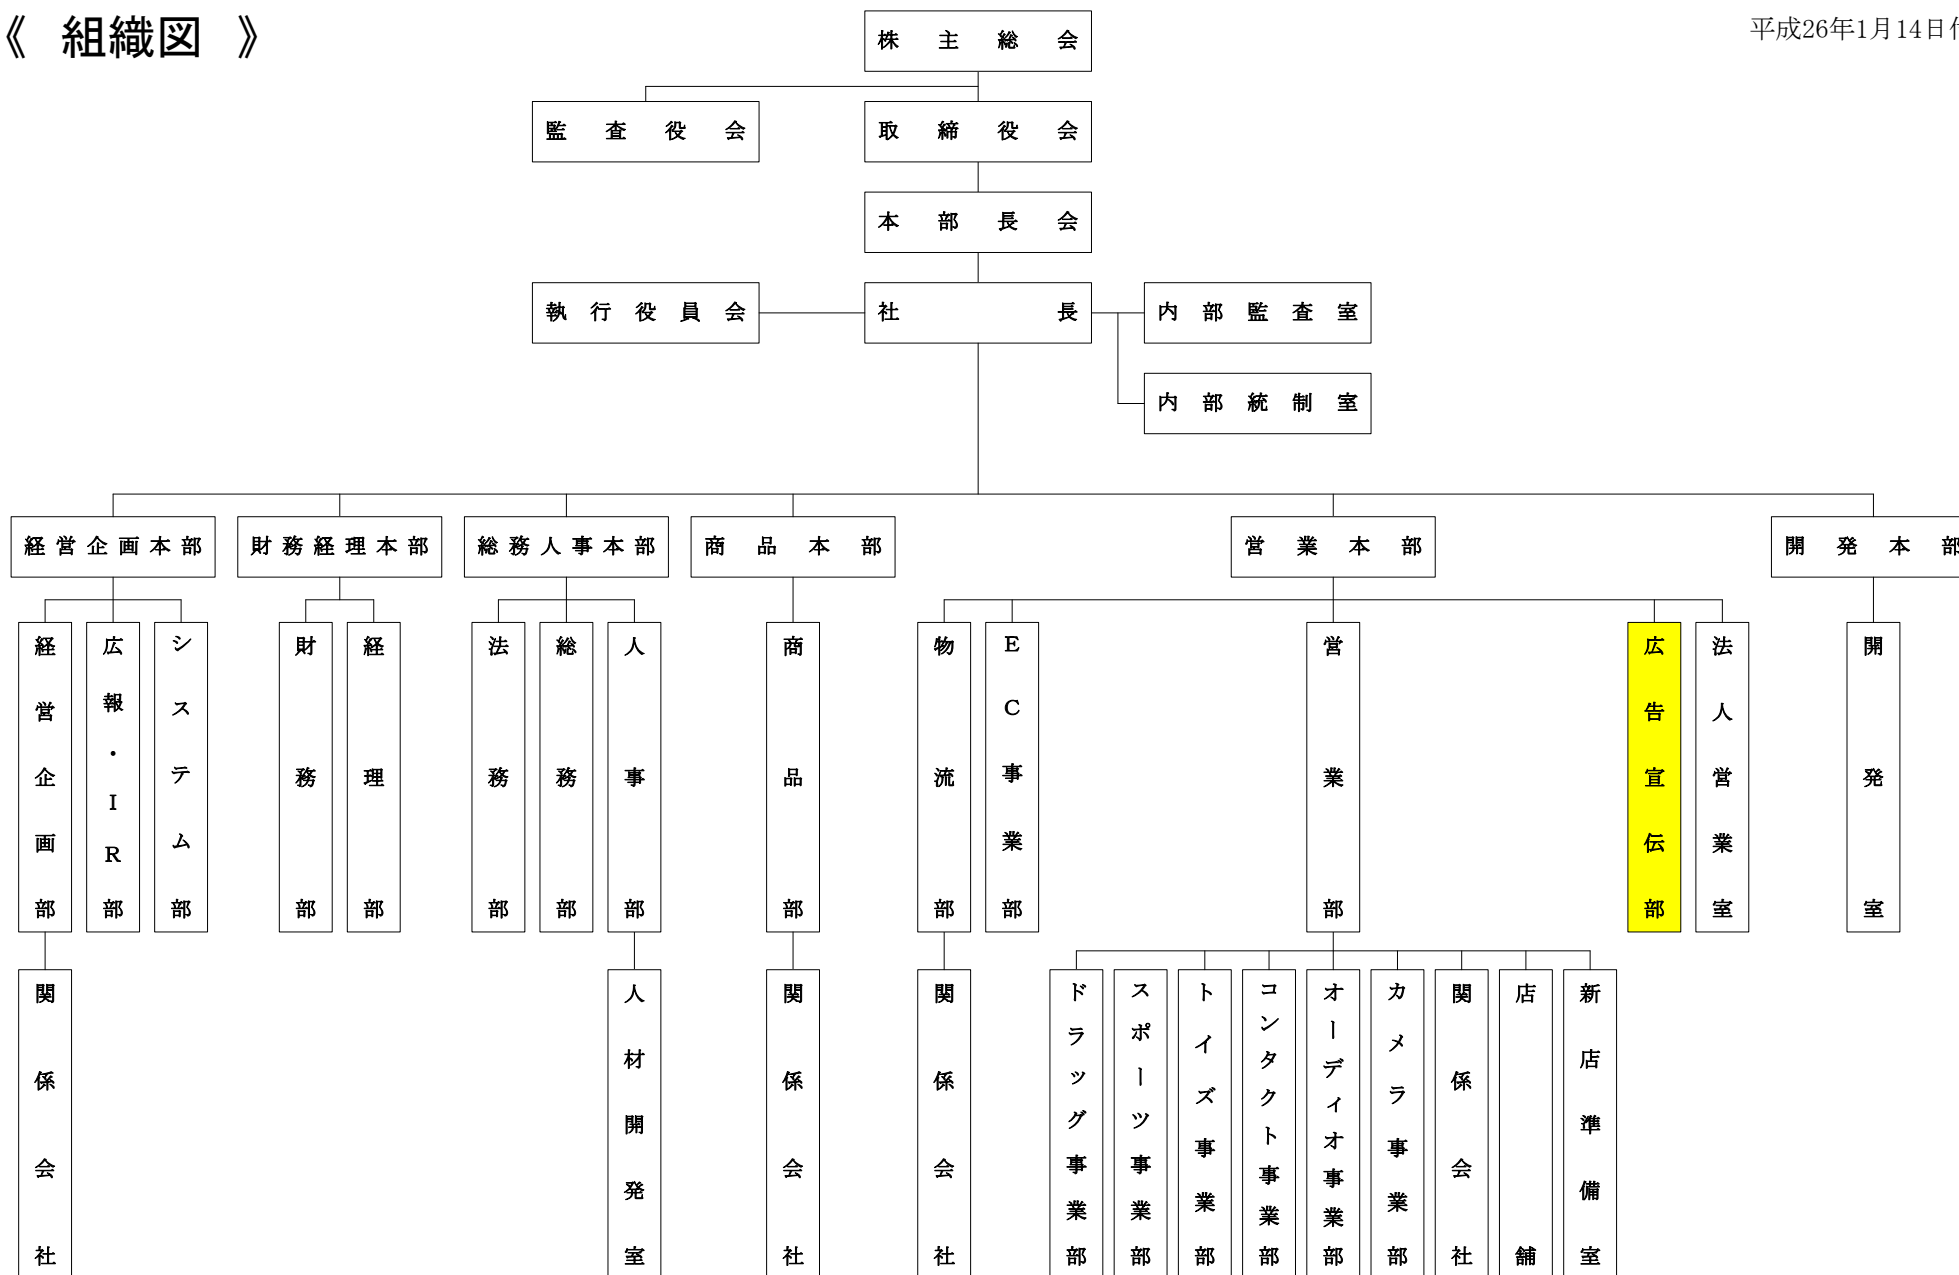 《 組織図 》
平成26年1月14日
株主総会
監査役会
取締役会
本部長会
執行役員会
社長
内部監査室
内部統制室
経営企画本部
財務経理本部
総務人事本部
商品本部
営業本部
開発本部
経営企画部
広報・IR部
システム部
財務部
経理部
法務部
総務部
人事部
商品部
物流部
EC事業部
営業部
広告宣伝部
法人営業室
開発室
関係会社
人材開発室
関係会社
関係会社
ドラッグ事業部
スポーツ事業部
トイズ事業部
コンタクト事業部
オーディオ事業部
カメラ事業部
関係会社
店舗
新店準備室